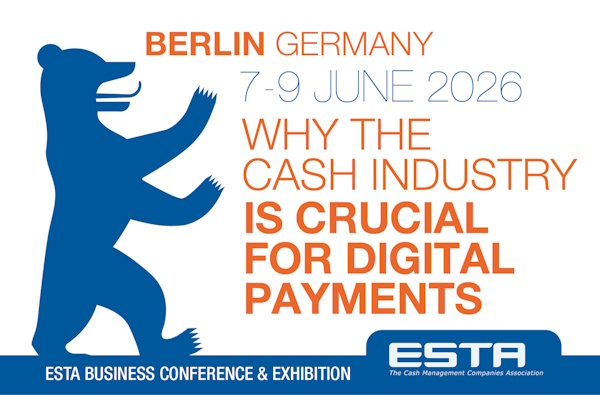 BERLIN GERMANY
7-9 JUNE 2026
WHY THE
CASH INDUSTRY
IS CRUCIAL
FOR DIGITAL
PAYMENTS
ESTA
The Cash Management Companies Association
ESTA BUSINESS CONFERENCE & EXHIBITION